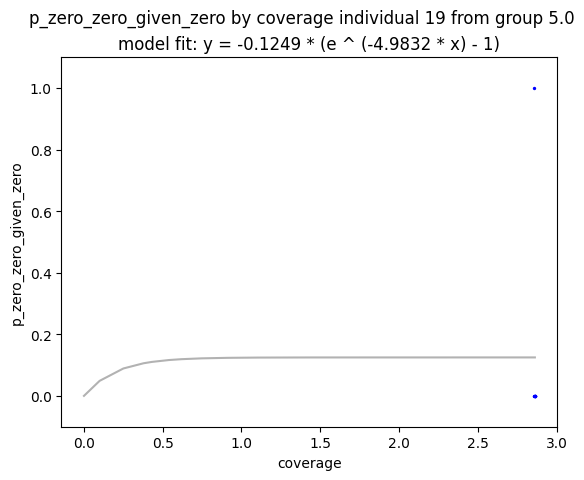 p_zero_zero_given_zero by coverage individual 19 from group 5.0
model fit: y = -0.1249 * (e ^ (-4.9832 * x) - 1)
1.0
0.8
0.6
0.4
0.2
0.0
p_zero_zero_given_zero
0.0 0.5 1.0 1.5 2.0 2.5 3.0
coverage